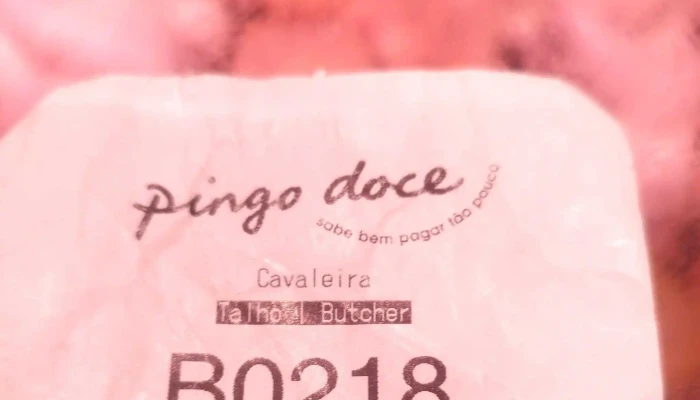 pingo doce
sabe bem pagar tão pouco
Cavaleira
Talho | Butcher
B0218